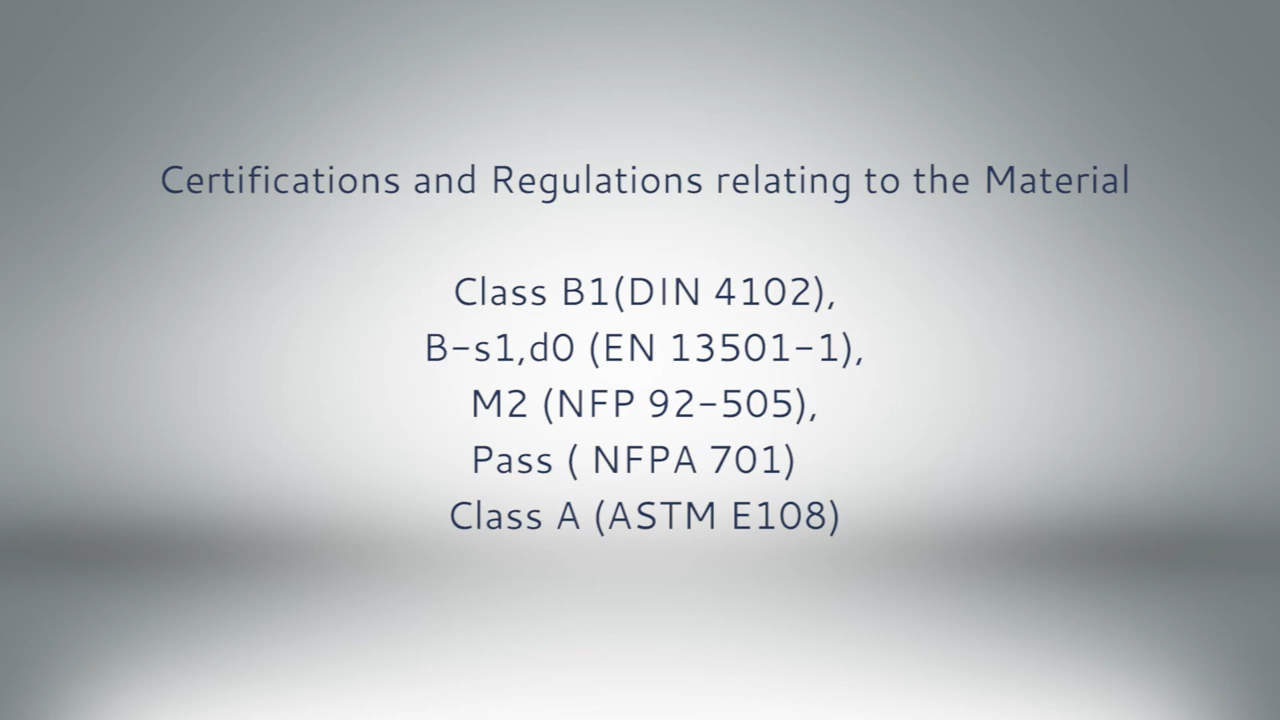 Certifications and Regulations relating to the Material
Class B1(DIN 4102),
B-s1,d0 (EN 13501-1),
M2 (NFP 92-505),
Pass ( NFPA 701)
Class A (ASTM E108)